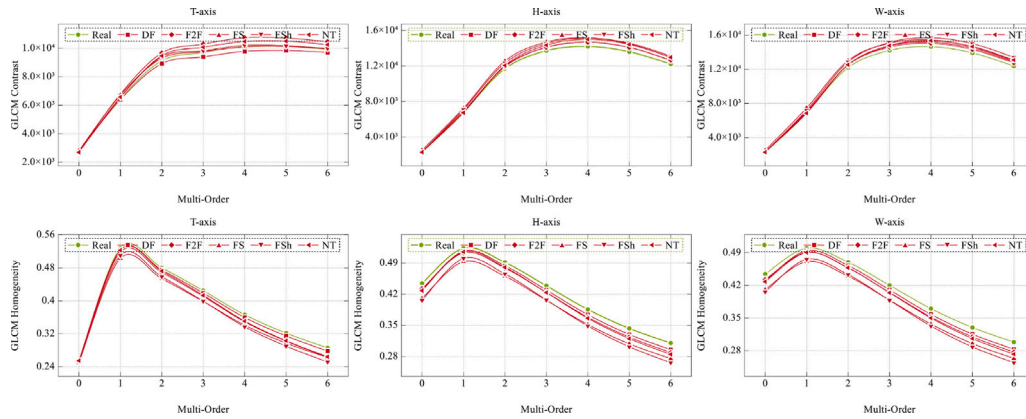 T-axis
Real DF F2F FS FSh NT
GLCM Contrast
1.0×10⁴
8.0×10³
6.0×10³
4.0×10³
2.0×10³
0 1 2 3 4 5 6
Multi-Order
H-axis
Real DF F2F FS FSh NT
GLCM Contrast
1.6×10⁴
1.2×10⁴
8.0×10³
4.0×10³
0 1 2 3 4 5 6
Multi-Order
W-axis
Real DF F2F FS FSh NT
GLCM Contrast
1.6×10⁴
1.2×10⁴
8.0×10³
4.0×10³
0 1 2 3 4 5 6
Multi-Order
T-axis
Real DF F2F FS FSh NT
GLCM Homogeneity
0.56
0.48
0.4
0.32
0.24
0 1 2 3 4 5 6
Multi-Order
H-axis
Real DF F2F FS FSh NT
GLCM Homogeneity
0.49
0.42
0.35
0.28
0 1 2 3 4 5 6
Multi-Order
W-axis
Real DF F2F FS FSh NT
GLCM Homogeneity
0.49
0.42
0.35
0.28
0 1 2 3 4 5 6
Multi-Order